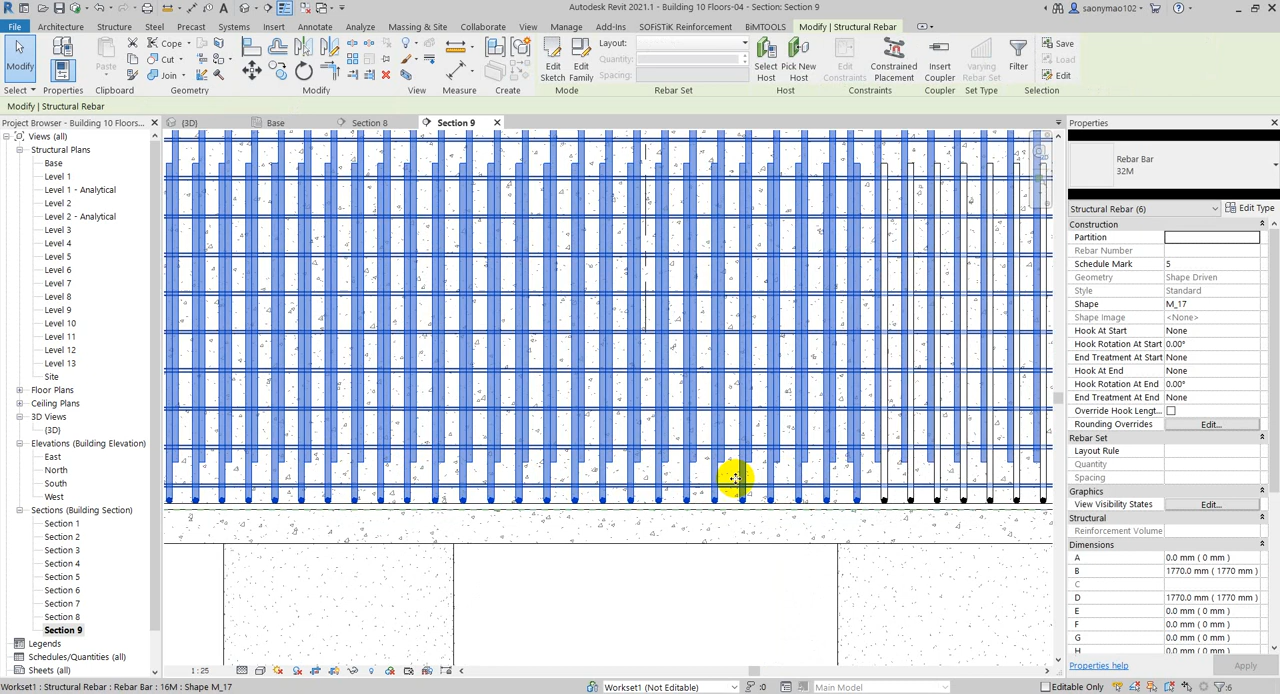 Autodesk Revit 2021.1 - Building 10 Floors-04 - Section: Section 9
saonymao102
File Architecture Structure Steel Precast Systems Insert Annotate Analyze Massing & Site Collaborate View Manage Add-Ins SOFiSTiK Reinforcement BiMTOOLS Modify | Structural Rebar
Modify
Properties
Paste
Cope
Cut
Join
Edit Sketch
Edit Family
Layout:
Quantity:
Spacing:
Select Host
Pick New Host
Edit Constraints
Constrained Placement
Insert Coupler
Varying Rebar Set
Filter
Save
Load
Edit
Select Properties Clipboard Geometry Modify View Measure Create Mode Rebar Set Host Constraints Coupler Set Type Selection
Modify | Structural Rebar
Project Browser - Building 10 Floors...
{3D} Base Section 8 Section 9
Views (all)
Structural Plans
Base
Level 1
Level 1 - Analytical
Level 2
Level 2 - Analytical
Level 3
Level 4
Level 5
Level 6
Level 7
Level 8
Level 9
Level 10
Level 11
Level 12
Level 13
Site
Floor Plans
Ceiling Plans
3D Views
{3D}
Elevations (Building Elevation)
East
North
South
West
Sections (Building Section)
Section 1
Section 2
Section 3
Section 4
Section 5
Section 6
Section 7
Section 8
Section 9
Legends
Schedules/Quantities (all)
Sheets (all)
Properties
Rebar Bar
32M
Structural Rebar (6) Edit Type
Construction
Partition
Rebar Number
Schedule Mark 5
Geometry Shape Driven
Style Standard
Shape M_17
Shape Image <None>
Hook At Start None
Hook Rotation At Start 0.00°
End Treatment At Start None
Hook At End None
Hook Rotation At End 0.00°
End Treatment At End None
Override Hook Lengt...
Rounding Overrides Edit...
Rebar Set
Layout Rule
Quantity
Spacing
Graphics
View Visibility States Edit...
Structural
Reinforcement Volume
Dimensions
A 0.0 mm ( 0 mm )
B 1770.0 mm ( 1770 mm )
C
D 1770.0 mm ( 1770 mm )
E 0.0 mm ( 0 mm )
F 0.0 mm ( 0 mm )
G 0.0 mm ( 0 mm )
H 0.0 mm ( 0 mm )
Properties help Apply
1 : 25
Workset1 : Structural Rebar : Rebar Bar : 16M : Shape M_17
Workset1 (Not Editable) :0 Main Model Editable Only :6